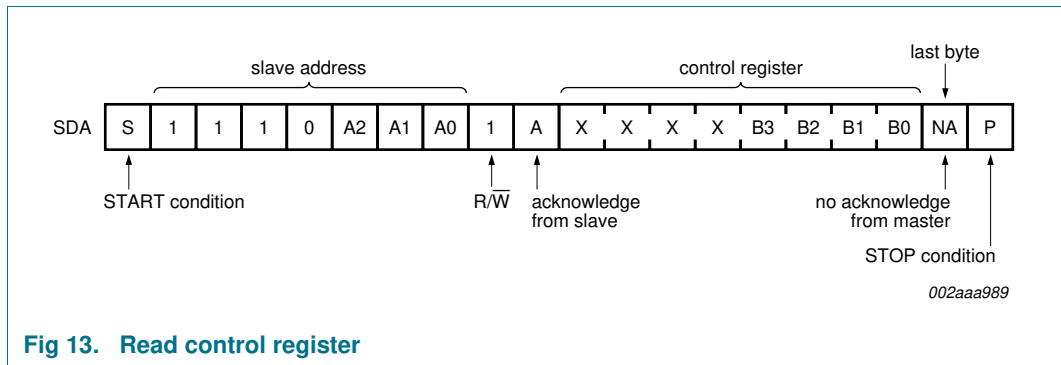 last byte
slave address control register
SDA S 1 1 1 0 A2 A1 A0 1 A X X X X B3 B2 B1 B0 NA P
START condition R/W̅ acknowledge from slave no acknowledge from master
STOP condition
002aaa989
Fig 13. Read control register